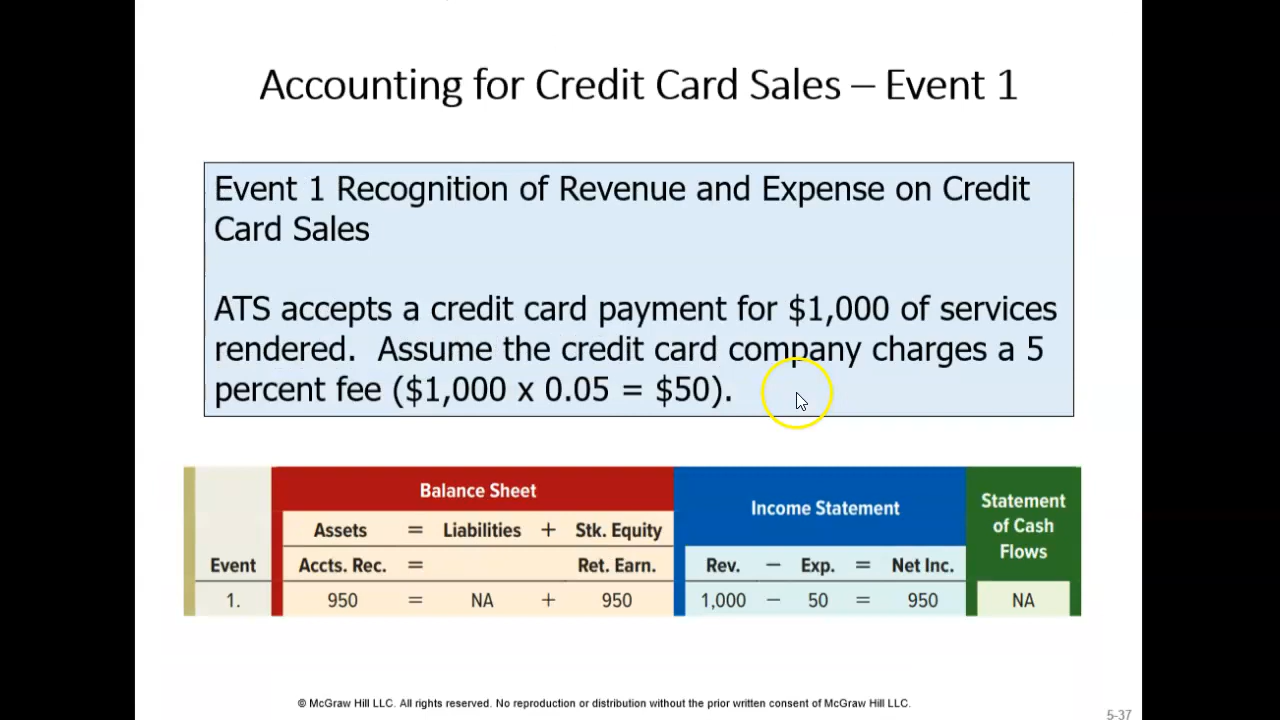 Accounting for Credit Card Sales – Event 1
Event 1 Recognition of Revenue and Expense on Credit
Card Sales
ATS accepts a credit card payment for $1,000 of services
rendered.  Assume the credit card company charges a 5
percent fee ($1,000 x 0.05 = $50).
Balance Sheet Income Statement Statement of Cash Flows
Assets = Liabilities + Stk. Equity
Event Accts. Rec. = Ret. Earn. Rev. − Exp. = Net Inc.
1. 950 = NA + 950 1,000 − 50 = 950 NA
© McGraw Hill LLC. All rights reserved. No reproduction or distribution without the prior written consent of McGraw Hill LLC.
5-37